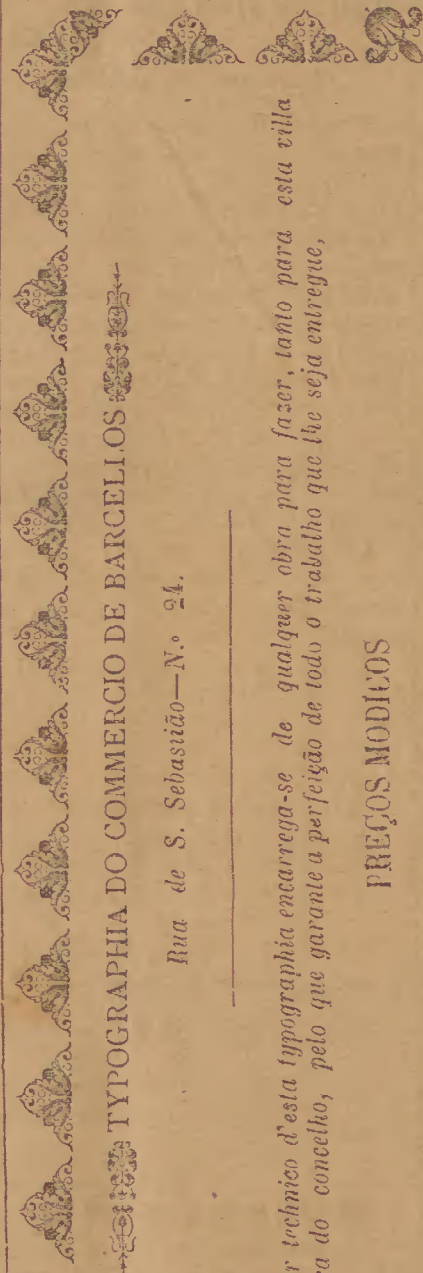 TYPOGRAPHIA DO COMMERCIO DE BARCELLOS
Rua de S. Sebastião—N.º 24.
r technico d'esta typographia encarrega-se de qualquer obra para fazer, tanto para esta villa
a do concelho, pelo que garante a perfeição de todo o trabalho que lhe seja entregue,
PREÇOS MODICOS